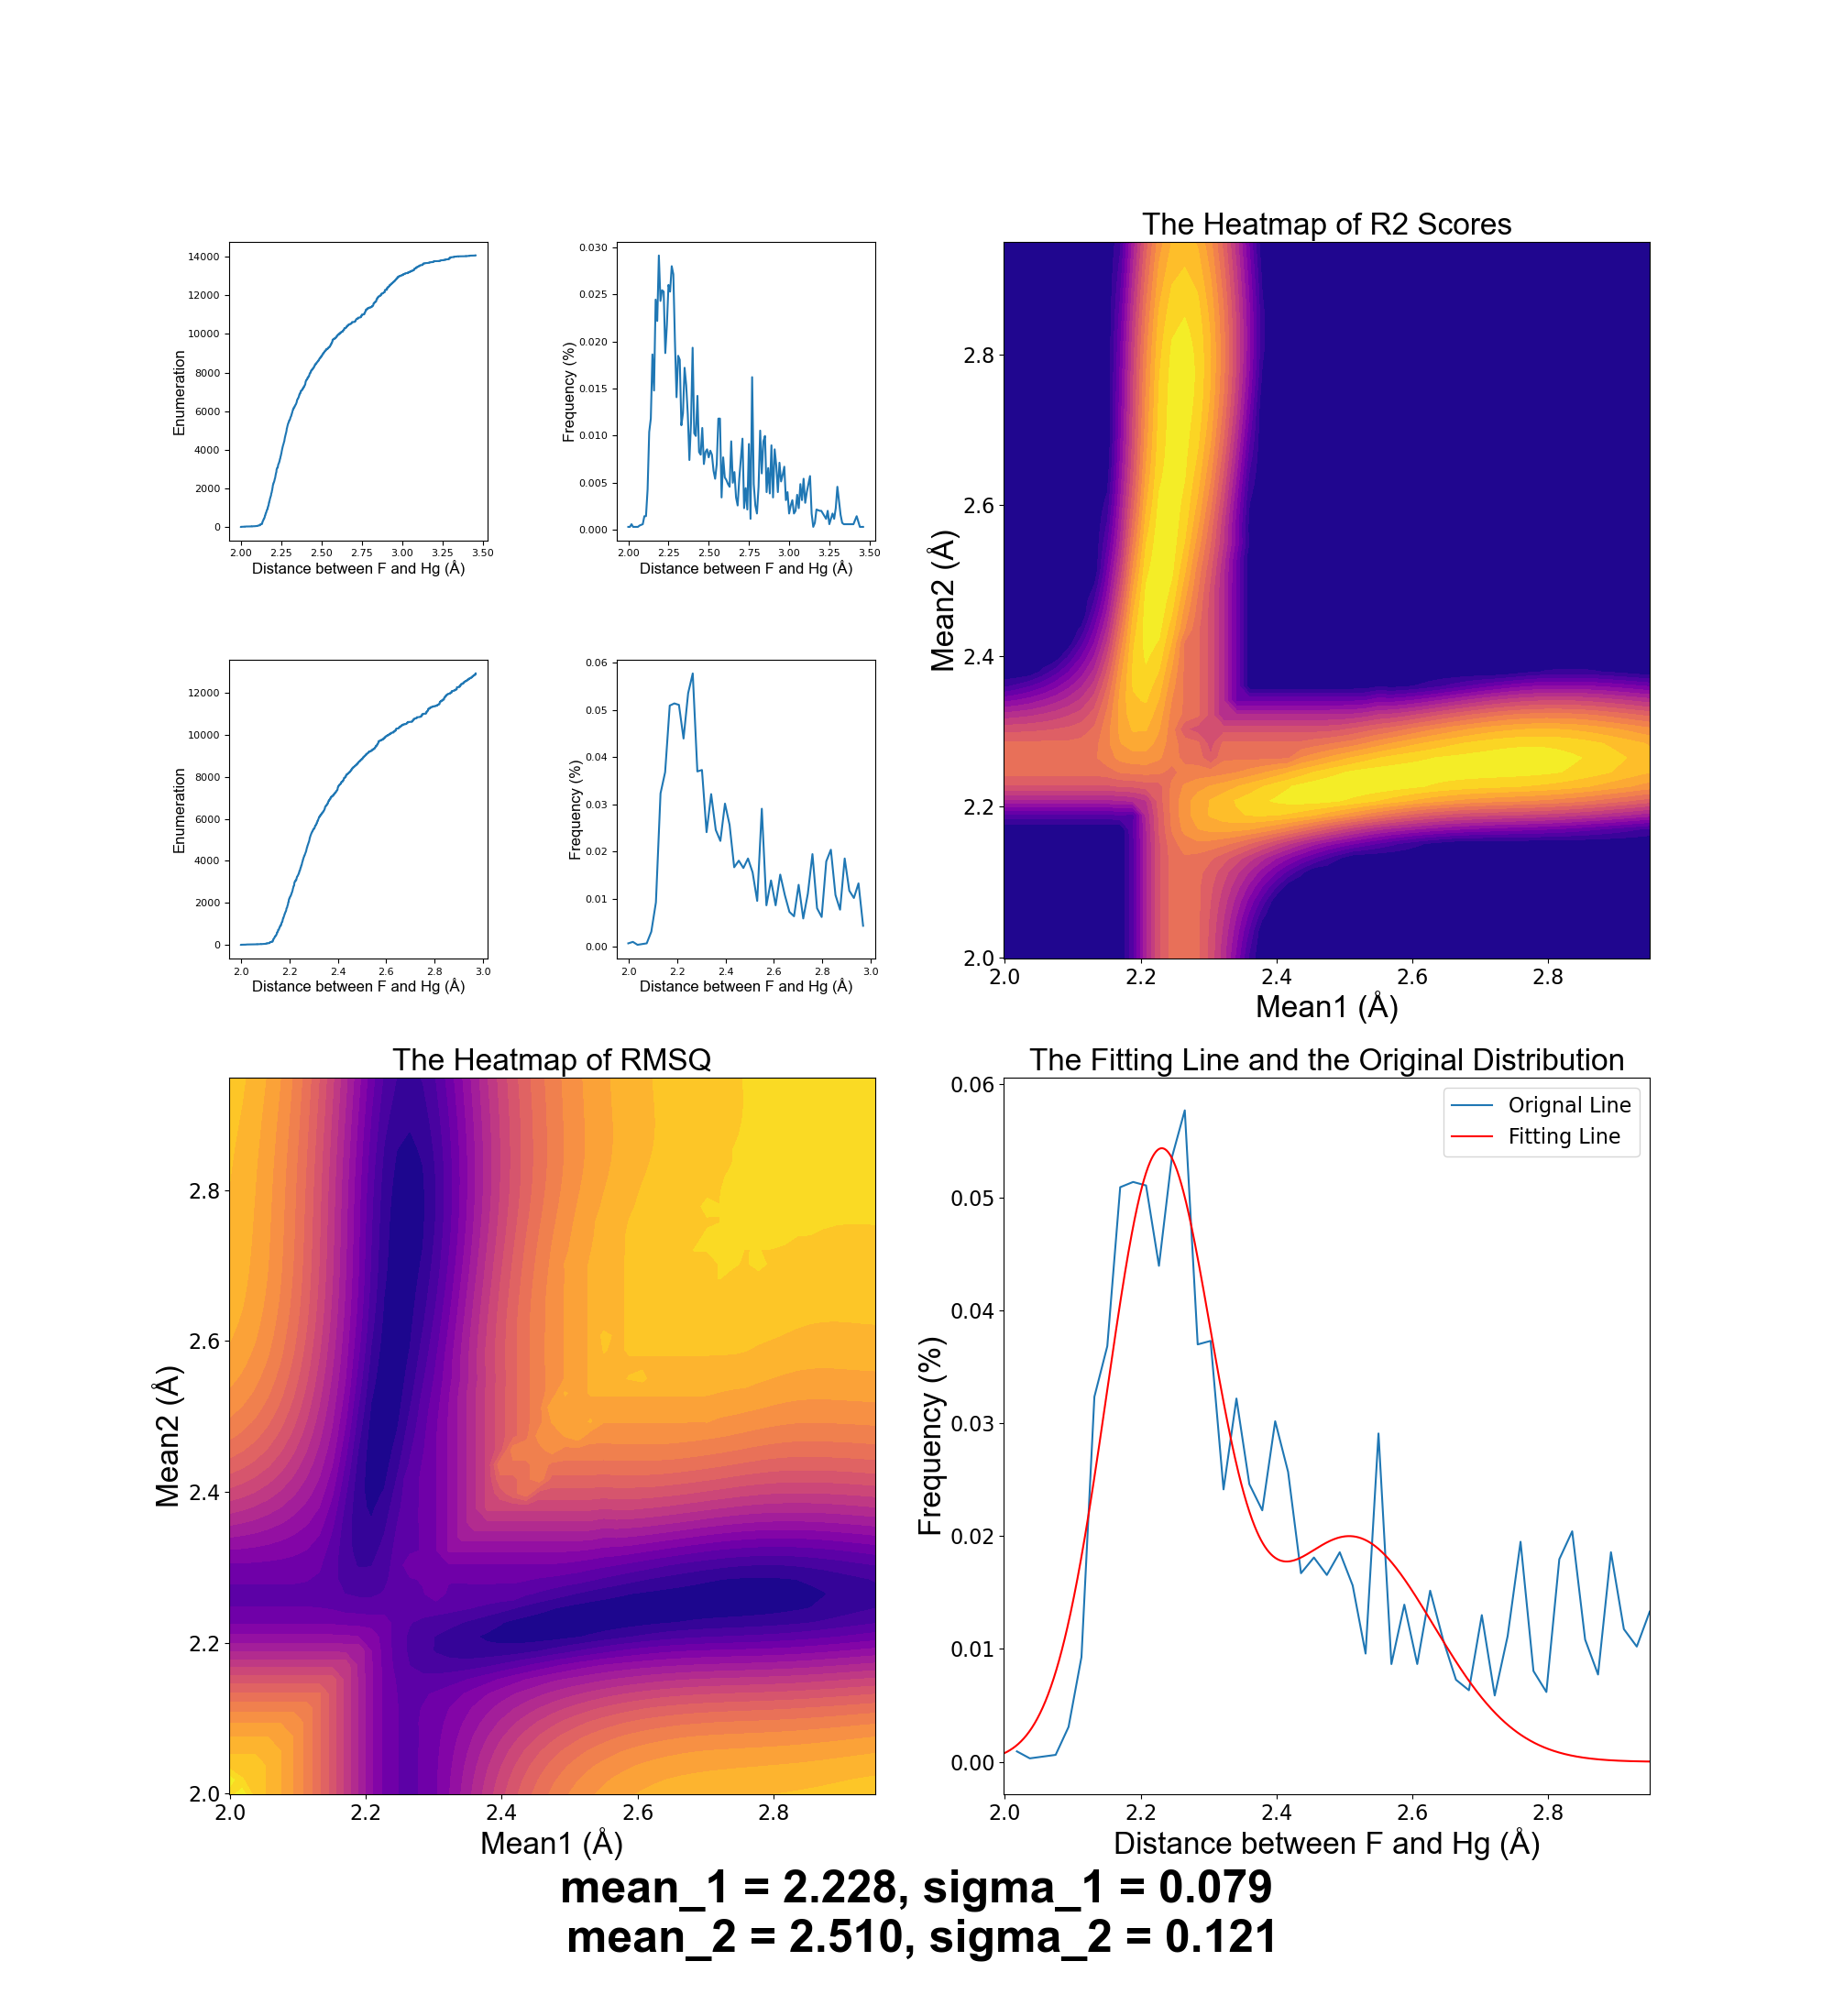 The Heatmap of R2 Scores
14000
12000
10000
8000
6000
4000
2000
0
Enumeration
2.00 2.25 2.50 2.75 3.00 3.25 3.50
Distance between F and Hg (Å)
0.030
0.025
0.020
0.015
0.010
0.005
0.000
Frequency (%)
2.00 2.25 2.50 2.75 3.00 3.25 3.50
Distance between F and Hg (Å)
12000
10000
8000
6000
4000
2000
0
Enumeration
2.0 2.2 2.4 2.6 2.8 3.0
Distance between F and Hg (Å)
0.06
0.05
0.04
0.03
0.02
0.01
0.00
Frequency (%)
2.0 2.2 2.4 2.6 2.8 3.0
Distance between F and Hg (Å)
2.8
2.6
2.4
2.2
2.0
Mean2 (Å)
2.0 2.2 2.4 2.6 2.8
Mean1 (Å)
The Heatmap of RMSQ
2.8
2.6
2.4
2.2
2.0
Mean2 (Å)
2.0 2.2 2.4 2.6 2.8
Mean1 (Å)
The Fitting Line and the Original Distribution
Orignal Line
Fitting Line
0.06
0.05
0.04
0.03
0.02
0.01
0.00
Frequency (%)
2.0 2.2 2.4 2.6 2.8
Distance between F and Hg (Å)
mean_1 = 2.228, sigma_1 = 0.079
mean_2 = 2.510, sigma_2 = 0.121